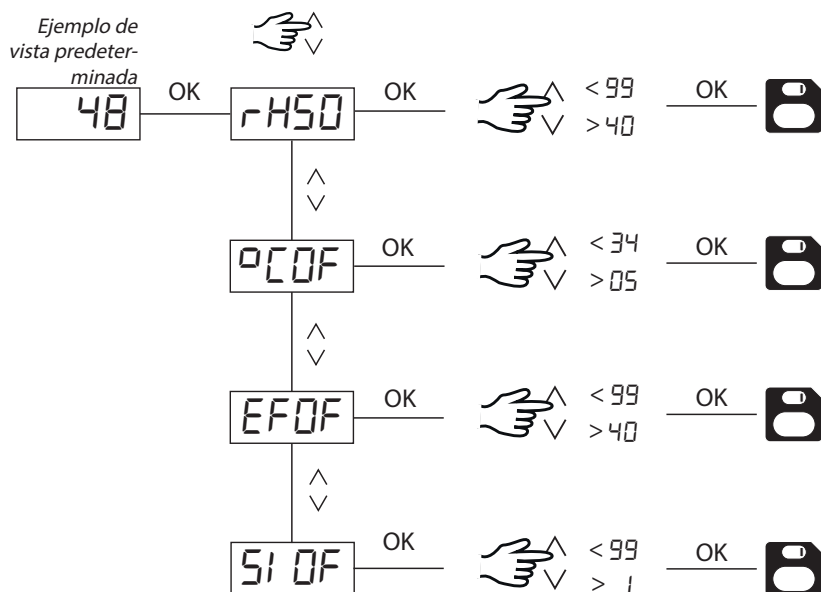 Ejemplo de
vista predeter-
minada
48 OK rH50 OK < 99 OK
> 40
°C0F OK < 34 OK
> 05
EF0F OK < 99 OK
> 40
SI 0F OK < 99 OK
> 1